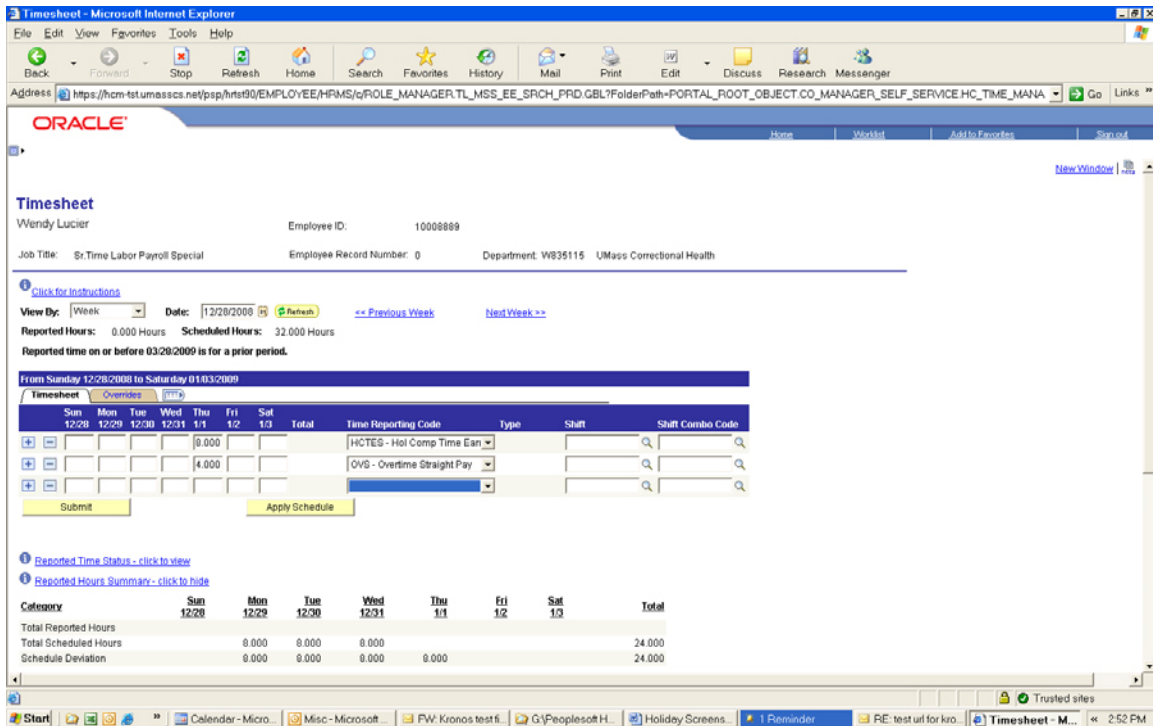 Timesheet - Microsoft Internet Explorer
File Edit View Favorites Tools Help
Back Forward Stop Refresh Home Search Favorites History Mail Print Edit Discuss Research Messenger
Address https://hcm-tst.umasscs.net/psp/hrtst90/EMPLOYEE/HRMS/c/ROLE_MANAGER.TL_MSS_EE_SRCH_PRD.GBL?FolderPath=PORTAL_ROOT_OBJECT.CO_MANAGER_SELF_SERVICE.HC_TIME_MANA Go Links »
ORACLE'
Home Worklist Add to Favorites Sign out
New Window
Timesheet
Wendy Lucier Employee ID: 10008889
Job Title: Sr.Time Labor Payroll Special Employee Record Number: 0 Department: W835115 UMass Correctional Health
Click for Instructions
View By: Week Date: 12/28/2008 Refresh << Previous Week Next Week >>
Reported Hours: 0.000 Hours Scheduled Hours: 32.000 Hours
Reported time on or before 03/28/2009 is for a prior period.
From Sunday 12/28/2008 to Saturday 01/03/2009
Timesheet Overrides
Sun Mon Tue Wed Thu Fri Sat
12/28 12/29 12/30 12/31 1/1 1/2 1/3 Total Time Reporting Code Type Shift Shift Combo Code
8.000 HCTES - Hol Comp Time Earn
4.000 OVS - Overtime Straight Pay
Submit Apply Schedule
Reported Time Status - click to view
Reported Hours Summary - click to hide
Category Sun 12/28 Mon 12/29 Tue 12/30 Wed 12/31 Thu 1/1 Fri 1/2 Sat 1/3 Total
Total Reported Hours
Total Scheduled Hours 8.000 8.000 8.000 24.000
Schedule Deviation 8.000 8.000 8.000 8.000 24.000
Trusted sites
Start » Calendar - Micro... Misc - Microsoft ... FW: Kronos test fi... G:\Peoplesoft H... Holiday Screens... 1 Reminder RE: test url for kro... Timesheet - M... « 2:52 PM